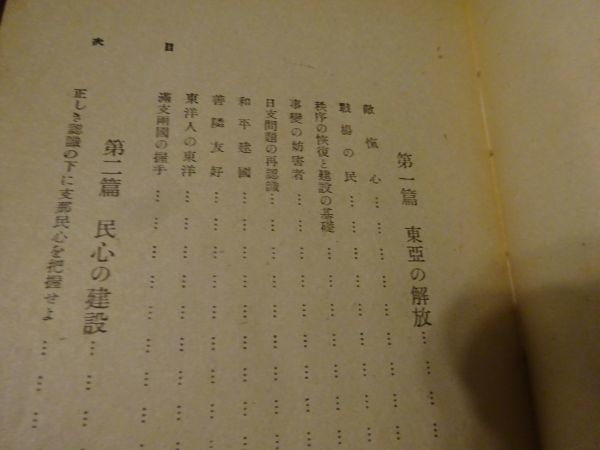 第一篇 東亞の解放……………
敵愾心……………
戰場の民……………
秩序の恢復と建設の基礎……………
事變の妨害者……………
日支問題の再認識……………
和平建國……………
善隣友好……………
東洋人の東洋……………
滿支兩國の握手……………
第二篇 民心の建設……………
正しき認識の下に支那民心を把握せよ……………
目次